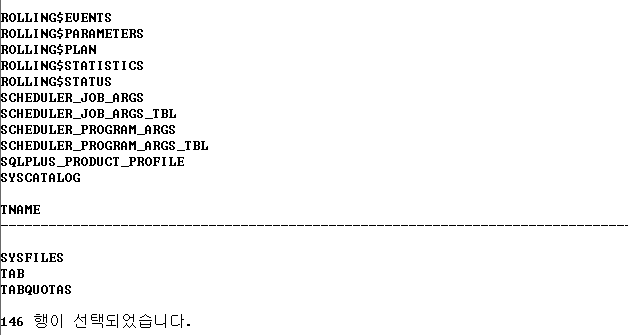 ROLLING$EVENTS
ROLLING$PARAMETERS
ROLLING$PLAN
ROLLING$STATISTICS
ROLLING$STATUS
SCHEDULER_JOB_ARGS
SCHEDULER_JOB_ARGS_TBL
SCHEDULER_PROGRAM_ARGS
SCHEDULER_PROGRAM_ARGS_TBL
SQLPLUS_PRODUCT_PROFILE
SYSCATALOG
TNAME
--------------------------------------------------------------------------------
SYSFILES
TAB
TABQUOTAS
146 행이 선택되었습니다.